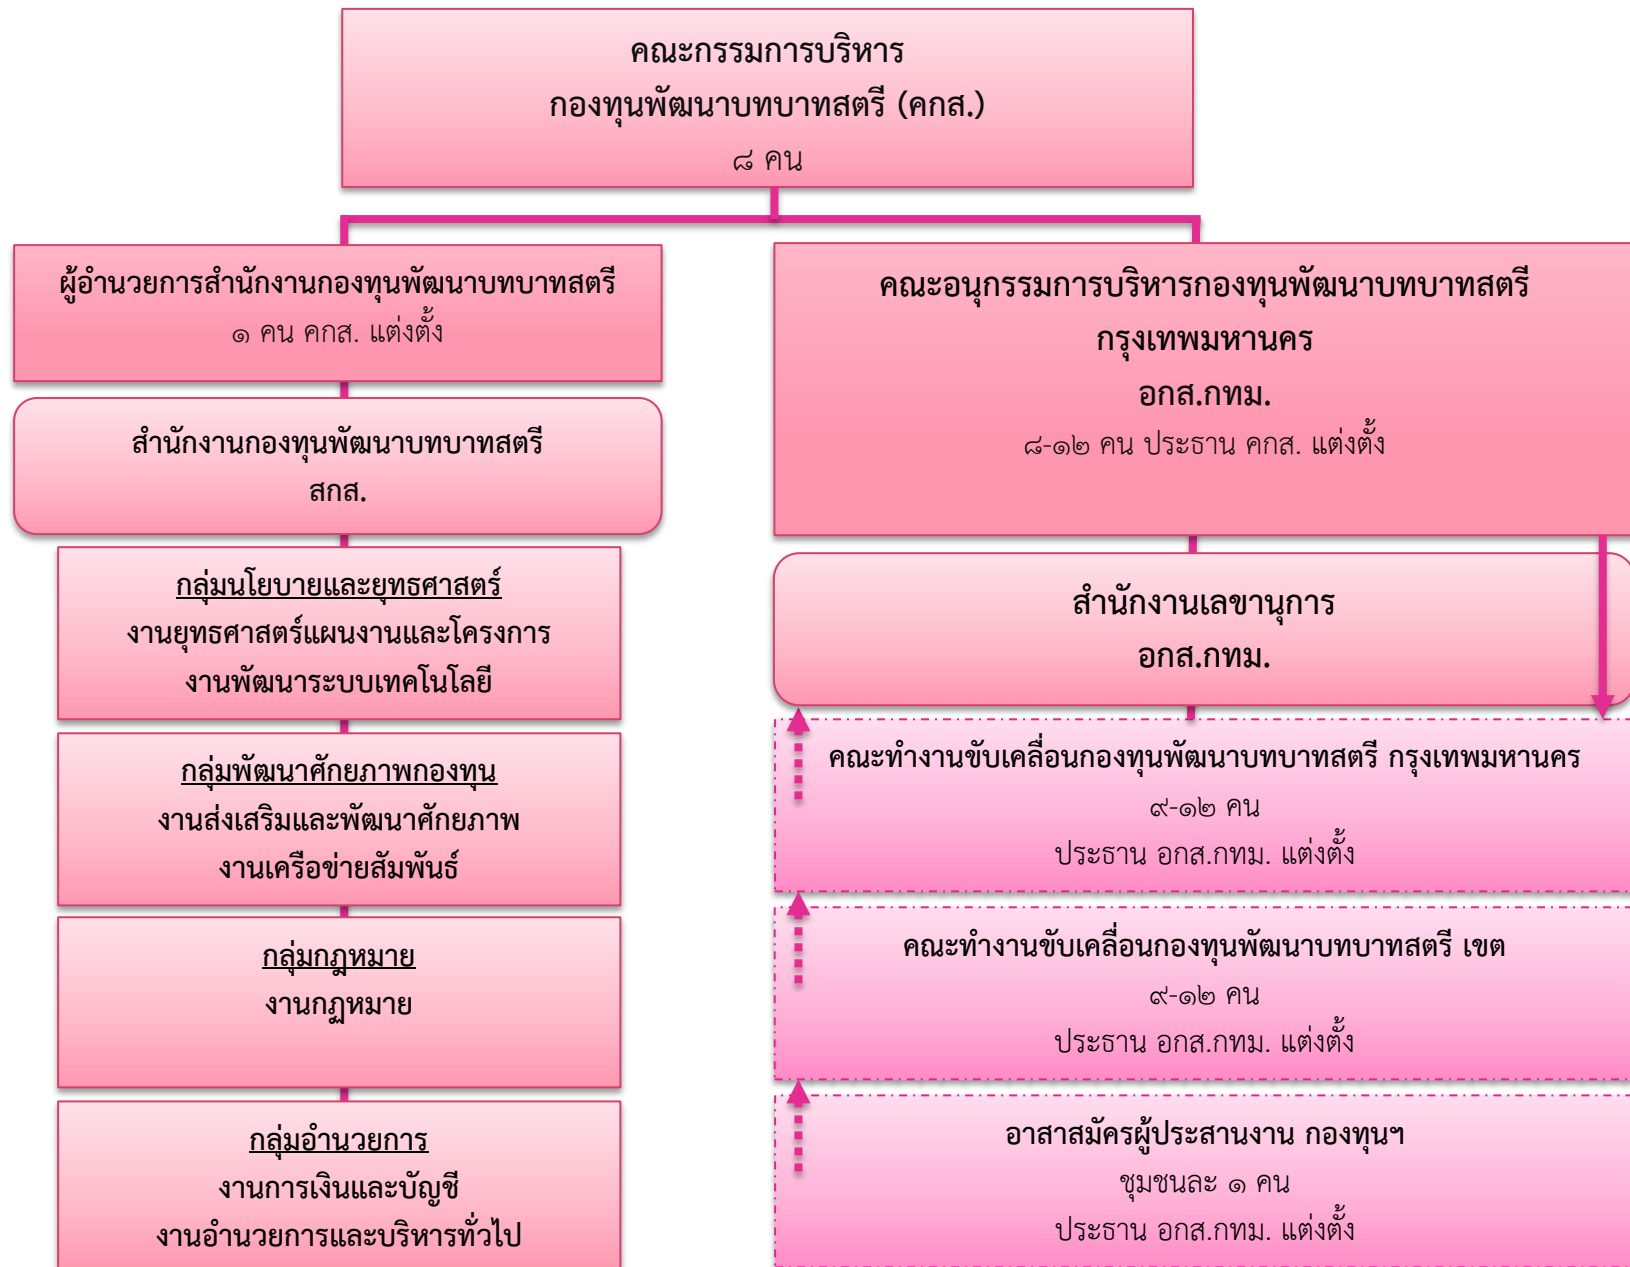 คณะกรรมการบริหาร
กองทุนพัฒนาบทบาทสตรี (คกส.)
๘ คน
ผู้อำนวยการสำนักงานกองทุนพัฒนาบทบาทสตรี
๑ คน คกส. แต่งตั้ง
สำนักงานกองทุนพัฒนาบทบาทสตรี
สกส.
กลุ่มนโยบายและยุทธศาสตร์
งานยุทธศาสตร์แผนงานและโครงการ
งานพัฒนาระบบเทคโนโลยี
กลุ่มพัฒนาศักยภาพกองทุน
งานส่งเสริมและพัฒนาศักยภาพ
งานเครือข่ายสัมพันธ์
กลุ่มกฎหมาย
งานกฎหมาย
กลุ่มอำนวยการ
งานการเงินและบัญชี
งานอำนวยการและบริหารทั่วไป
คณะอนุกรรมการบริหารกองทุนพัฒนาบทบาทสตรี
กรุงเทพมหานคร
อกส.กทม.
๘-๑๒ คน ประธาน คกส. แต่งตั้ง
สำนักงานเลขานุการ
อกส.กทม.
คณะทำงานขับเคลื่อนกองทุนพัฒนาบทบาทสตรี กรุงเทพมหานคร
๙-๑๒ คน
ประธาน อกส.กทม. แต่งตั้ง
คณะทำงานขับเคลื่อนกองทุนพัฒนาบทบาทสตรี เขต
๙-๑๒ คน
ประธาน อกส.กทม. แต่งตั้ง
อาสาสมัครผู้ประสานงาน กองทุนฯ
ชุมชนละ ๑ คน
ประธาน อกส.กทม. แต่งตั้ง